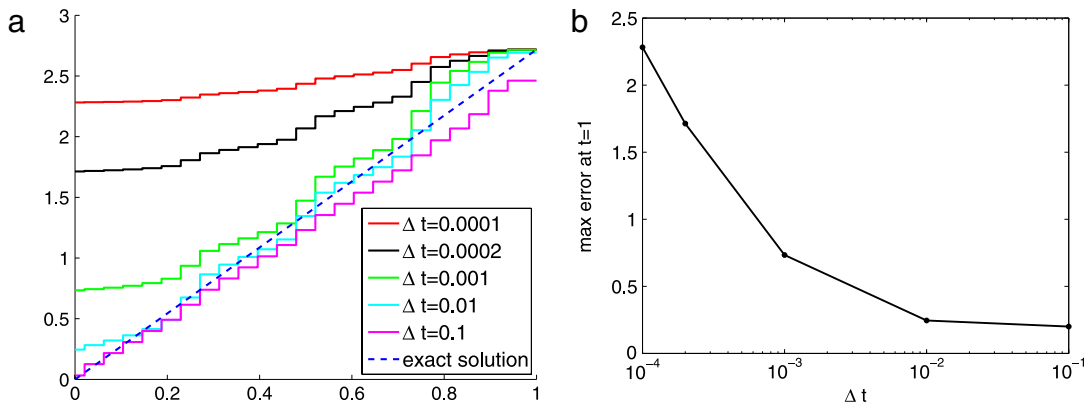 a
3
2.5
2
1.5
1
0.5
0
0
0.2
0.4
0.6
0.8
1
Δ t=0.0001
Δ t=0.0002
Δ t=0.001
Δ t=0.01
Δ t=0.1
exact solution
b
max error at t=1
2.5
2
1.5
1
0.5
0
10⁻⁴
10⁻³
10⁻²
10⁻¹
Δ t